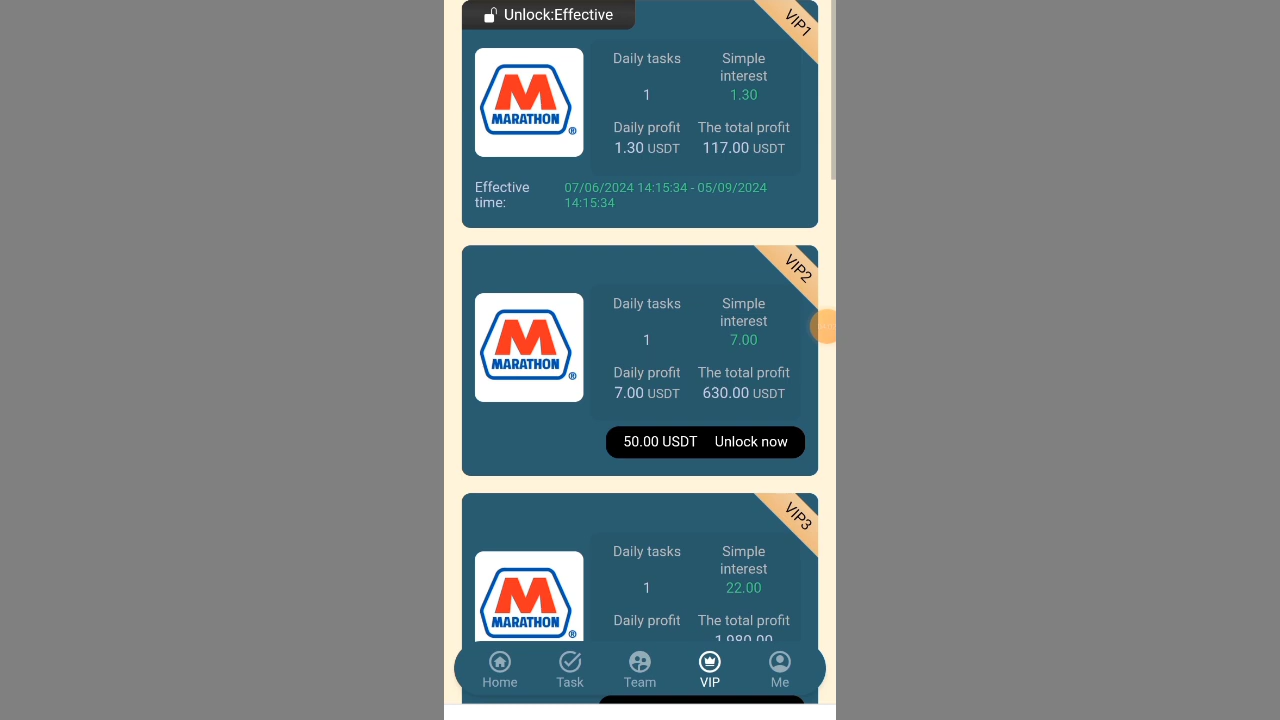 Unlock:Effective
VIP1
MARATHON
®
Daily tasks
Simple
interest
1
1.30
Daily profit
The total profit
1.30 USDT
117.00 USDT
Effective
time:
07/06/2024 14:15:34 - 05/09/2024
14:15:34
VIP2
MARATHON
®
Daily tasks
Simple
interest
1
7.00
Daily profit
The total profit
7.00 USDT
630.00 USDT
50.00 USDT Unlock now
VIP3
MARATHON
®
Daily tasks
Simple
interest
1
22.00
Daily profit
The total profit
1,980.00
Home
Task
Team
VIP
Me